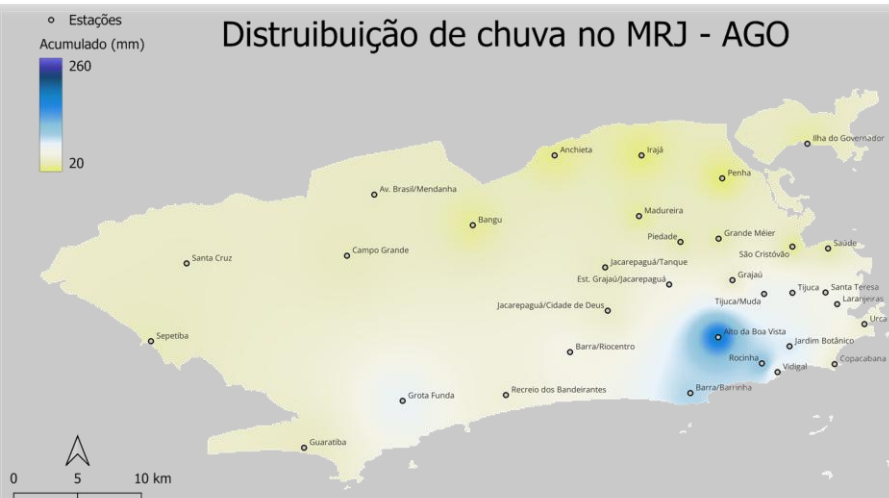 Estações
Distruibuição de chuva no MRJ - AGO
Acumulado (mm)
260
20
Ilha do Governador
Anchieta
Irajá
Penha
Av. Brasil/Mendanha
Madureira
Bangu
Piedade
Grande Méier
São Cristóvão
Saúde
Campo Grande
Santa Cruz
Jacarepaguá/Tanque
Est. Grajaú/Jacarepaguá
Grajaú
Tijuca
Santa Teresa
Tijuca/Muda
Laranjeiras
Jacarepaguá/Cidade de Deus
Urca
Alto da Boa Vista
Sepetiba
Jardim Botânico
Barra/Riocentro
Rocinha
Copacabana
Vidigal
Barra/Barrinha
Recreio dos Bandeirantes
Grota Funda
Guaratiba
0 5 10 km